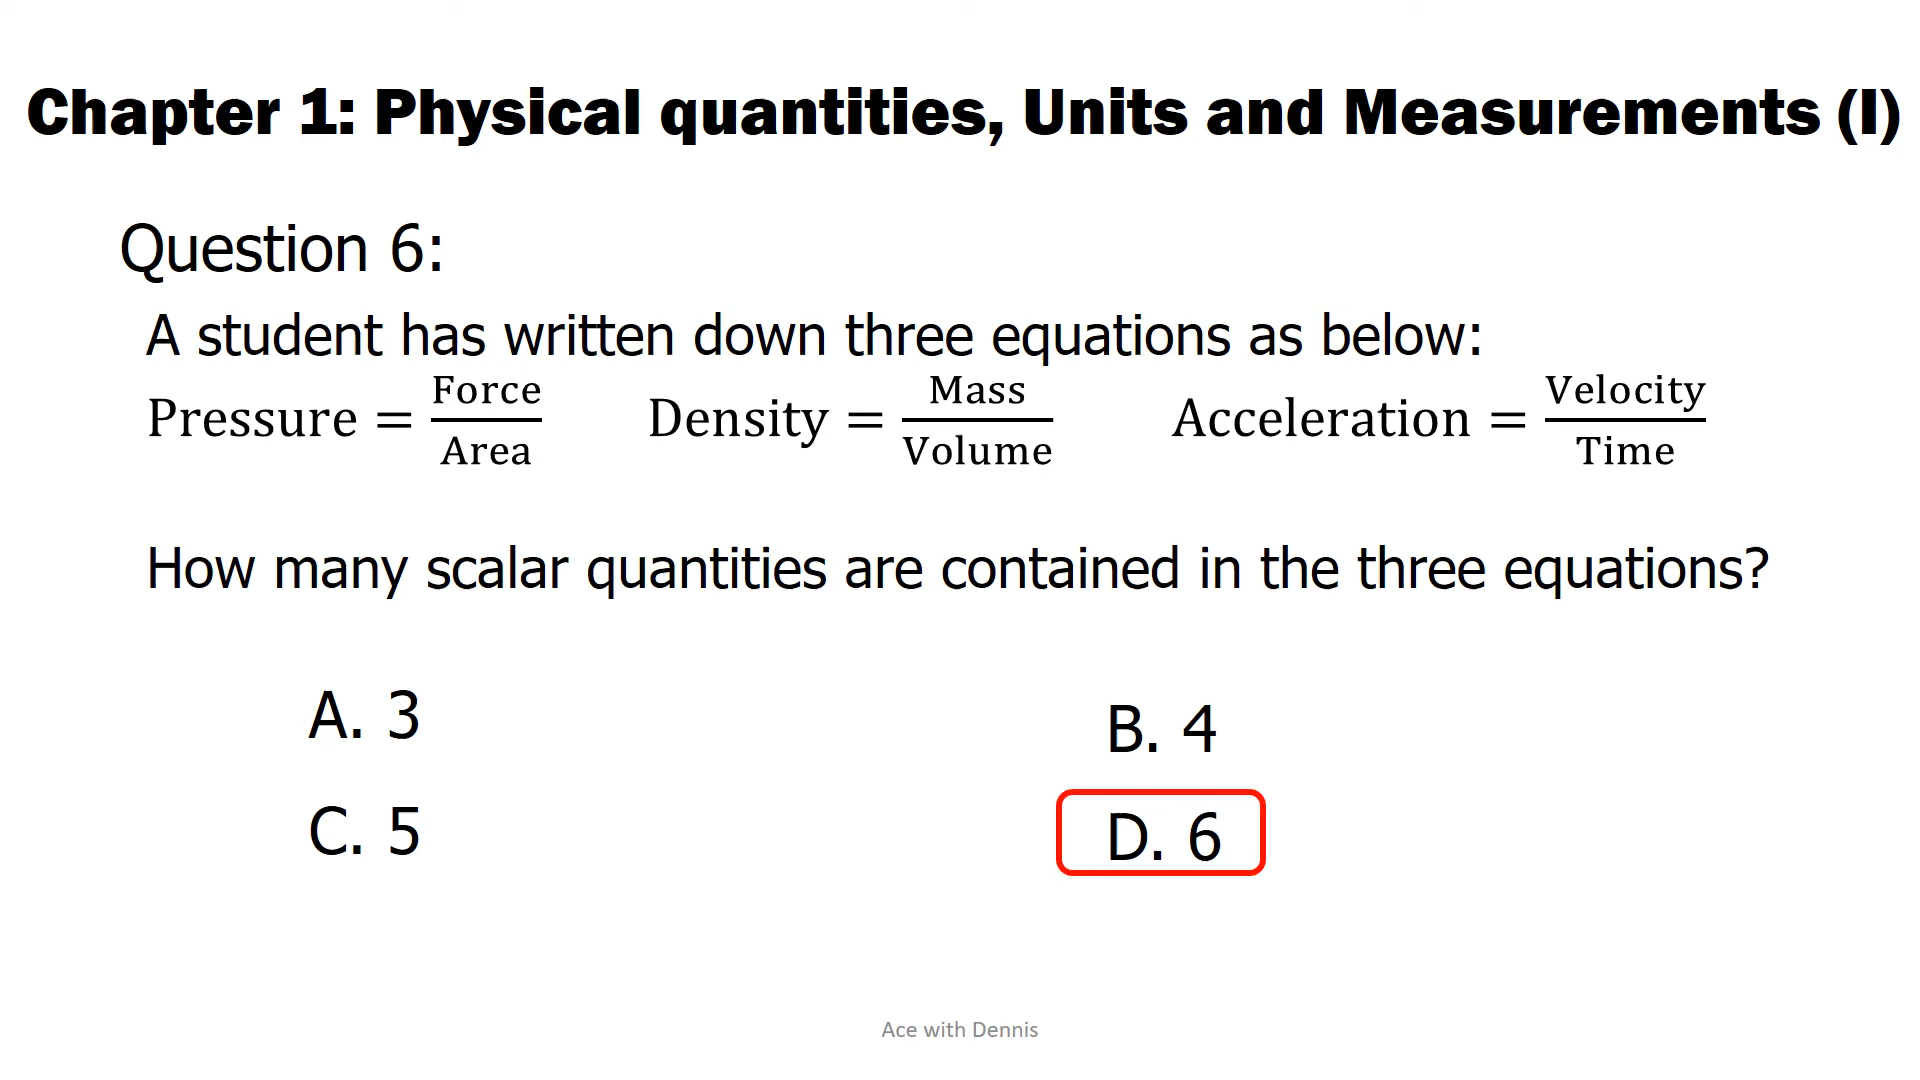 Chapter 1: Physical quantities, Units and Measurements (I)
Question 6:
A student has written down three equations as below:
Pressure = Force/Area Density = Mass/Volume Acceleration = Velocity/Time
How many scalar quantities are contained in the three equations?
A. 3
B. 4
C. 5
D. 6
Ace with Dennis